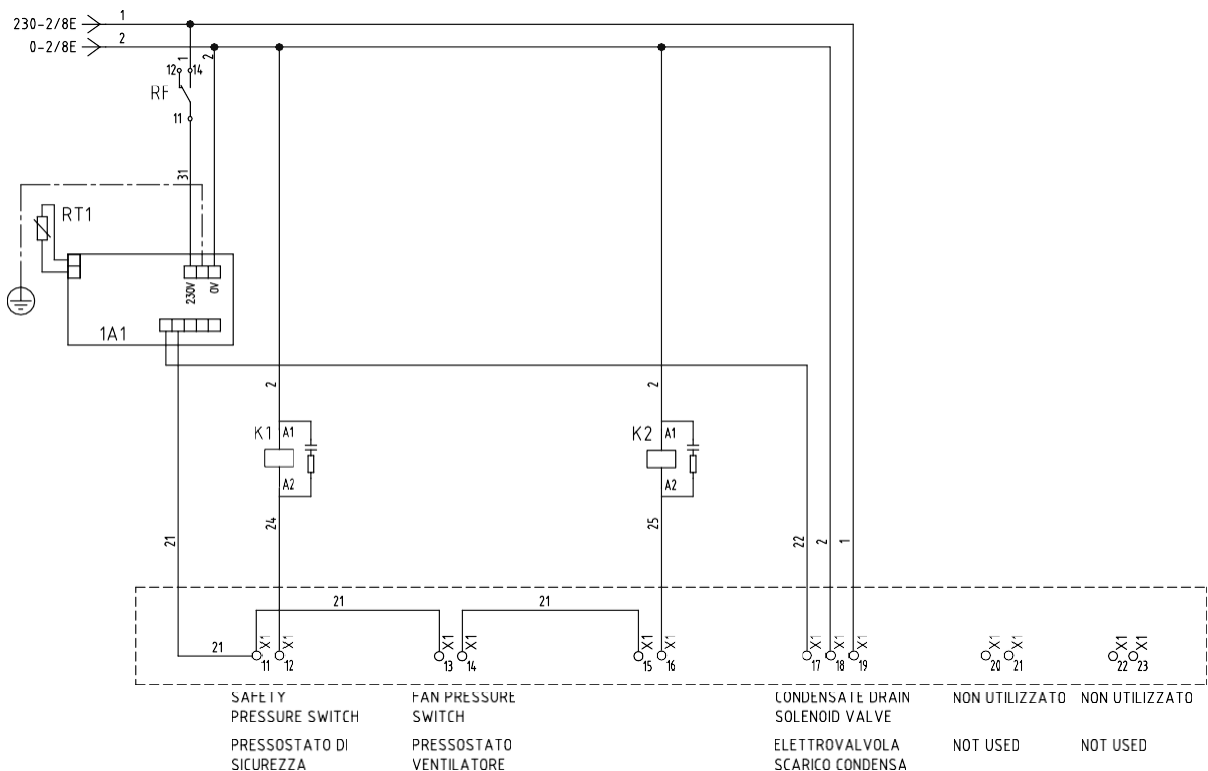 230-2/8E
1
0-2/8E
2
1
2
12
14
RF
11
31
RT1
230V
0V
1A1
2
2
K1
A1
A2
K2
A1
A2
24
25
21
22
2
1
21
21
21
X1
11
X1
12
X1
13
X1
14
X1
15
X1
16
X1
17
X1
18
X1
19
X1
20
X1
21
X1
22
X1
23
SAFETY
PRESSURE SWITCH
PRESSOSTATO DI
SICUREZZA
FAN PRESSURE
SWITCH
PRESSOSTATO
VENTILATORE
CONDENSATE DRAIN
SOLENOID VALVE
ELETTROVALVOLA
SCARICO CONDENSA
NON UTILIZZATO
NOT USED
NON UTILIZZATO
NOT USED